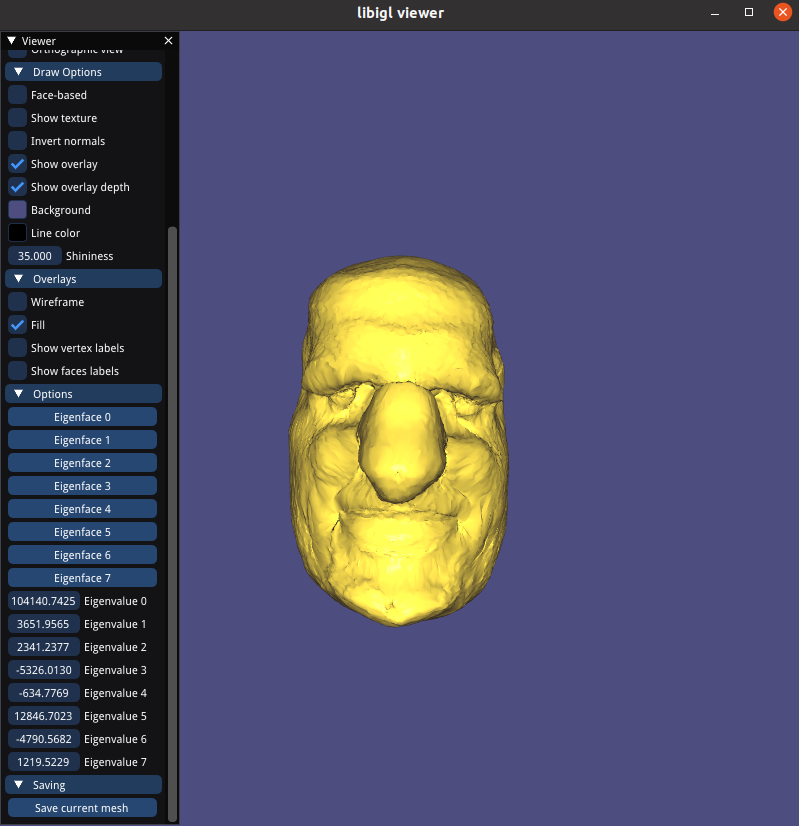 libigl viewer
Viewer
Orthographic view
Draw Options
Face-based
Show texture
Invert normals
Show overlay
Show overlay depth
Background
Line color
35.000 Shininess
Overlays
Wireframe
Fill
Show vertex labels
Show faces labels
Options
Eigenface 0
Eigenface 1
Eigenface 2
Eigenface 3
Eigenface 4
Eigenface 5
Eigenface 6
Eigenface 7
104140.7425 Eigenvalue 0
3651.9565 Eigenvalue 1
2341.2377 Eigenvalue 2
-5326.0130 Eigenvalue 3
-634.7769 Eigenvalue 4
12846.7023 Eigenvalue 5
-4790.5682 Eigenvalue 6
1219.5229 Eigenvalue 7
Saving
Save current mesh